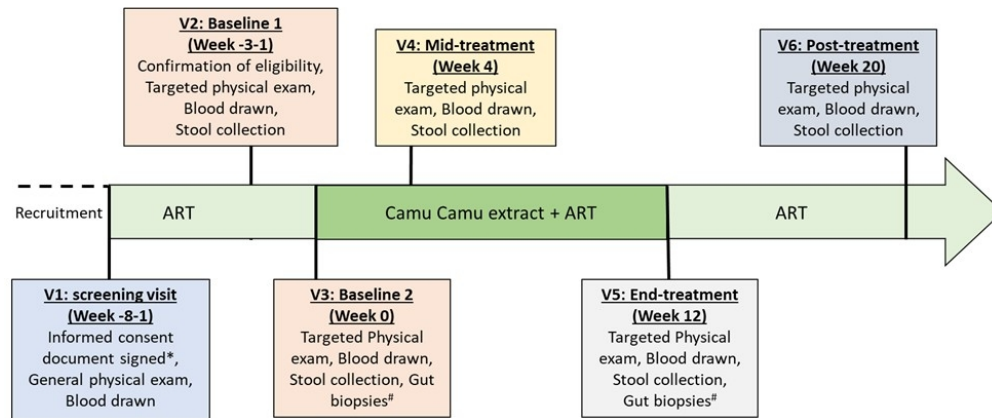 V2: Baseline 1
(Week -3-1)
Confirmation of eligibility,
Targeted physical exam,
Blood drawn,
Stool collection
V4: Mid-treatment
(Week 4)
Targeted physical
exam, Blood drawn,
Stool collection
V6: Post-treatment
(Week 20)
Targeted physical
exam, Blood drawn,
Stool collection
Recruitment
ART
Camu Camu extract + ART
ART
V1: screening visit
(Week -8-1)
Informed consent
document signed*,
General physical exam,
Blood drawn
V3: Baseline 2
(Week 0)
Targeted Physical
exam, Blood drawn,
Stool collection, Gut
biopsies#
V5: End-treatment
(Week 12)
Targeted Physical
exam, Blood drawn,
Stool collection,
Gut biopsies#